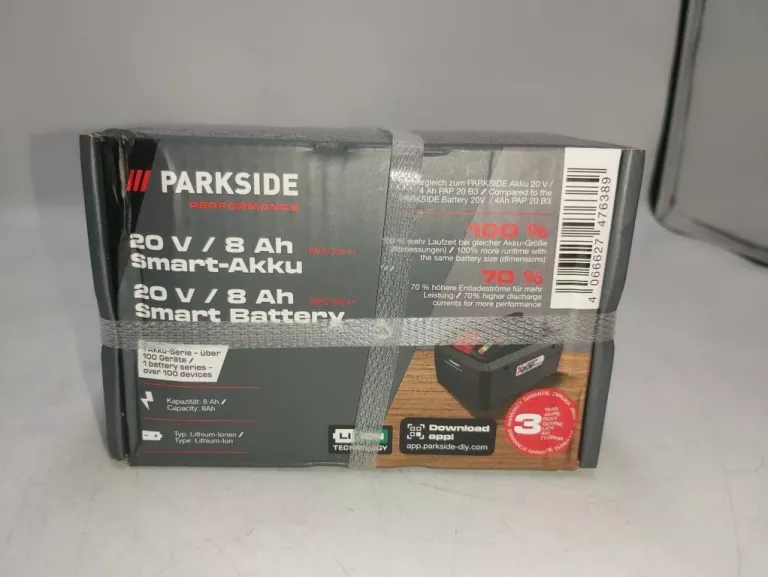 PARKSIDE
PERFORMANCE
20 V / 8 Ah
Smart-Akku
20 V / 8 Ah
Smart Battery
1 Akku-Serie – über
100 Geräte /
1 battery series –
over 100 devices
Kapazität: 8 Ah /
Capacity: 8Ah
Typ: Lithium-Ionen /
Type: Lithium-Ion
zum PARKSIDE Akku 20 V /
4 Ah PAP 20 B3 / Compared to the
Battery 20V / 4Ah PAP 20 B3
100 %
mehr Laufzeit bei gleicher Akku-Größe
/ 100% more runtime with
the same battery size (dimensions)
70 %
70 % höhere Entladeströme für mehr
Leistung / 70% higher discharge
currents for more performance
4 066627 476389
TECHNOLOGY
Download
app!
app.parkside-diy.com
3